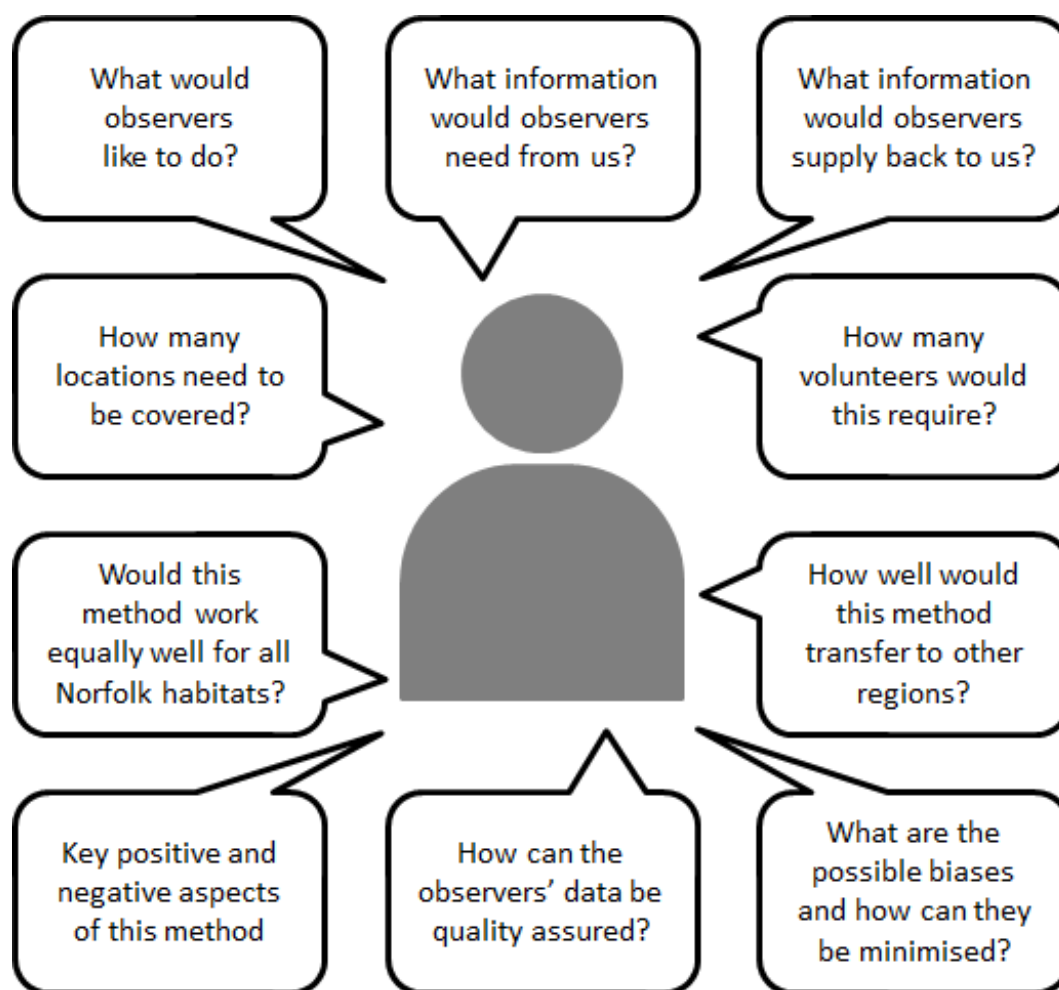 What would
observers
like to do?
What information
would observers
need from us?
What information
would observers
supply back to us?
How many
locations need to
be covered?
How many
volunteers would
this require?
Would this
method work
equally well for all
Norfolk habitats?
How well would
this method
transfer to other
regions?
Key positive and
negative aspects
of this method
How can the
observers’ data be
quality assured?
What are the
possible biases
and how can they
be minimised?